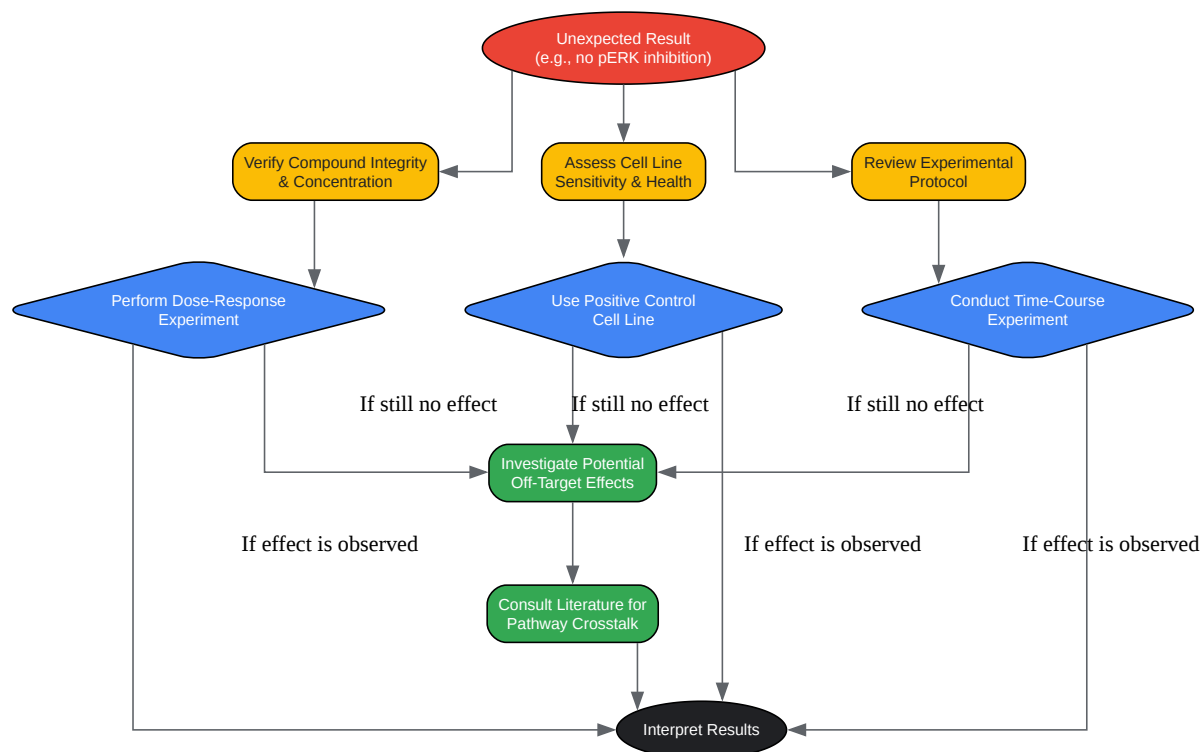 Unexpected Result
(e.g., no pERK inhibition)
Verify Compound Integrity
& Concentration
Assess Cell Line
Sensitivity & Health
Review Experimental
Protocol
Perform Dose-Response
Experiment
Use Positive Control
Cell Line
Conduct Time-Course
Experiment
If still no effect
If still no effect
If still no effect
Investigate Potential
Off-Target Effects
If effect is observed
If effect is observed
If effect is observed
Consult Literature for
Pathway Crosstalk
Interpret Results